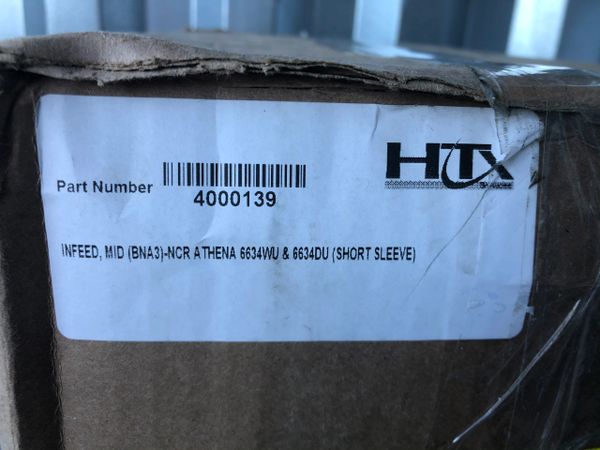 HTx
Part Number
4000139
INFEED, MID (BNA3)-NCR ATHENA 6634WU & 6634DU (SHORT SLEEVE)